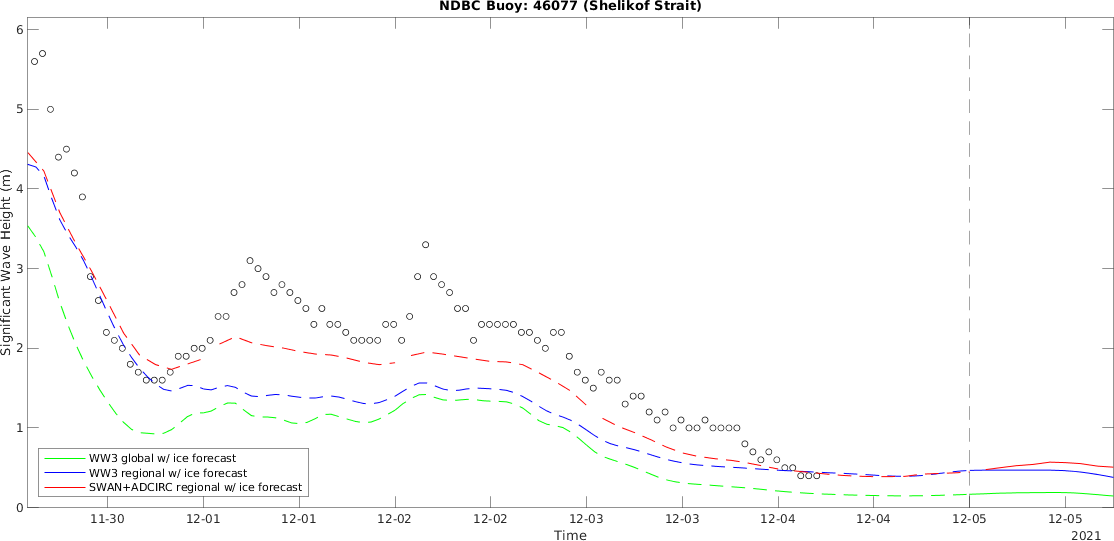 NDBC Buoy: 46077 (Shelikof Strait)
6
5
4
3
2
1
0
Significant Wave Height (m)
WW3 global w/ ice forecast
WW3 regional w/ ice forecast
SWAN+ADCIRC regional w/ ice forecast
11:30 12-01 12-01 12-02 12-02 12-03 12-03 12-04 12-04 12-05 12-05
Time
2021